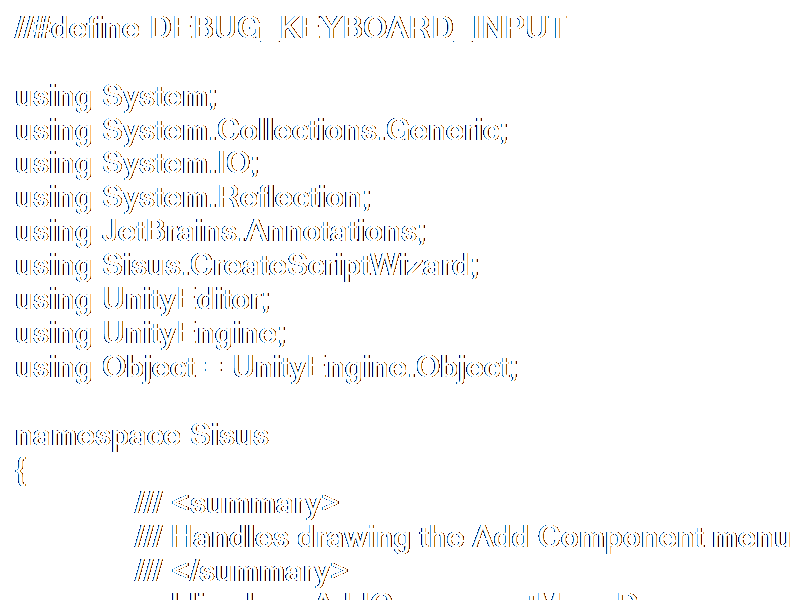 //#define DEBUG_KEYBOARD_INPUT
using System;
using System.Collections.Generic;
using System.IO;
using System.Reflection;
using JetBrains.Annotations;
using Sisus.CreateScriptWizard;
using UnityEditor;
using UnityEngine;
using Object = UnityEngine.Object;
namespace Sisus
{
/// <summary>
/// Handles drawing the Add Component menu
/// </summary>